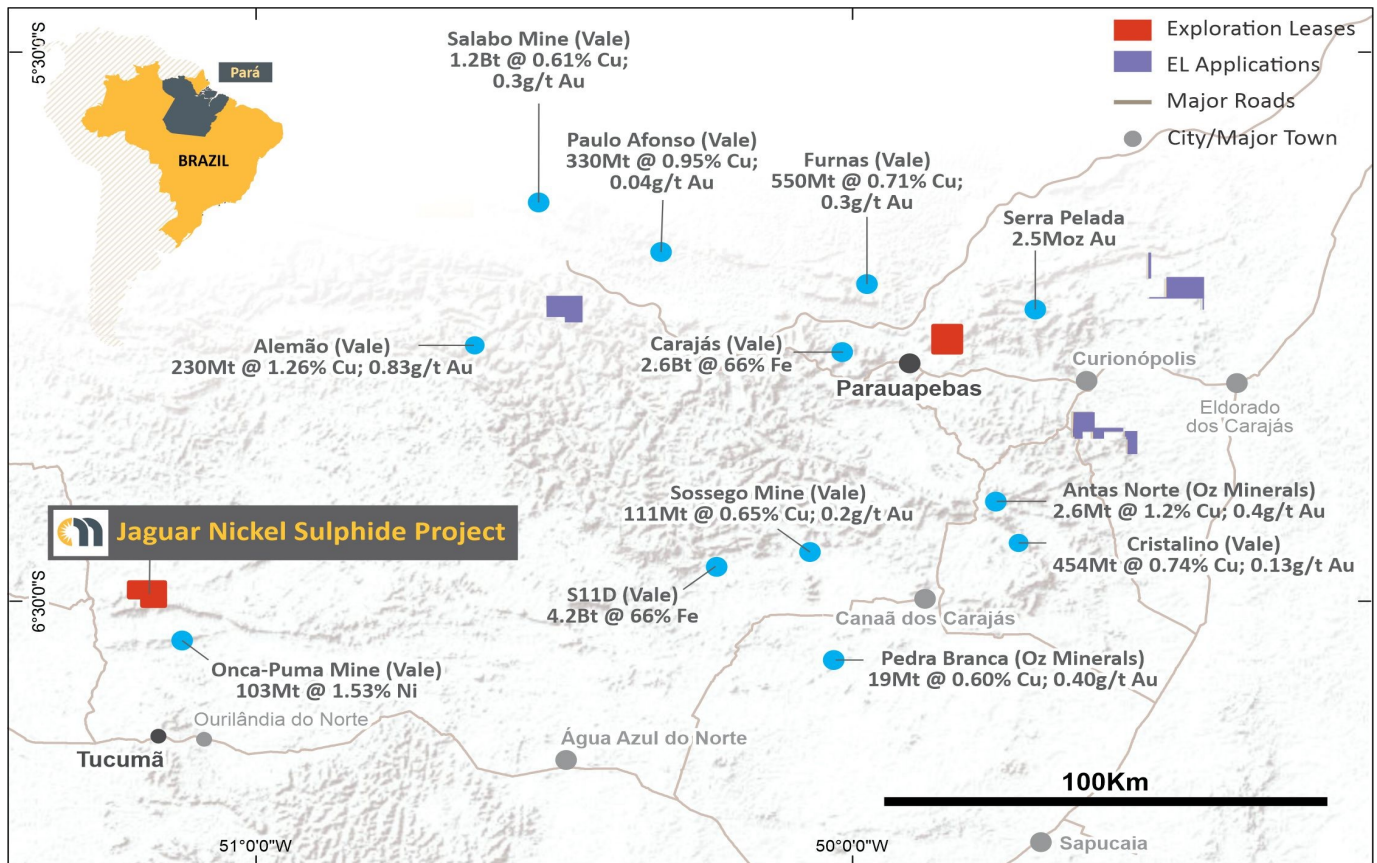 5°30'0"S
Salabo Mine (Vale)
1.2Bt @ 0.61% Cu;
0.3g/t Au
Exploration Leases
EL Applications
Major Roads
City/Major Town
Pará
BRAZIL
Paulo Afonso (Vale)
330Mt @ 0.95% Cu;
0.04g/t Au
Furnas (Vale)
550Mt @ 0.71% Cu;
0.3g/t Au
Serra Pelada
2.5Moz Au
Alemão (Vale)
230Mt @ 1.26% Cu; 0.83g/t Au
Carajás (Vale)
2.6Bt @ 66% Fe
Parauapebas
Curionópolis
Eldorado
dos Carajás
Jaguar Nickel Sulphide Project
Sossego Mine (Vale)
111Mt @ 0.65% Cu; 0.2g/t Au
Antas Norte (Oz Minerals)
2.6Mt @ 1.2% Cu; 0.4g/t Au
Cristalino (Vale)
454Mt @ 0.74% Cu; 0.13g/t Au
6°30'0"S
S11D (Vale)
4.2Bt @ 66% Fe
Canaã dos Carajás
Onca-Puma Mine (Vale)
103Mt @ 1.53% Ni
Pedra Branca (Oz Minerals)
19Mt @ 0.60% Cu; 0.40g/t Au
Ourilândia do Norte
Tucumã
Água Azul do Norte
100Km
51°0'0"W
50°0'0"W
Sapucaia